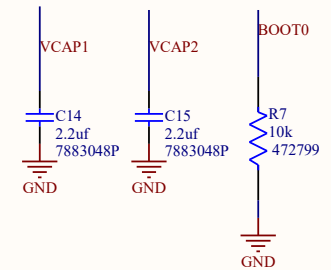 VCAP1
C14
2.2uf
7883048P
GND
VCAP2
C15
2.2uf
7883048P
GND
BOOT0
R7
10k
472799
GND